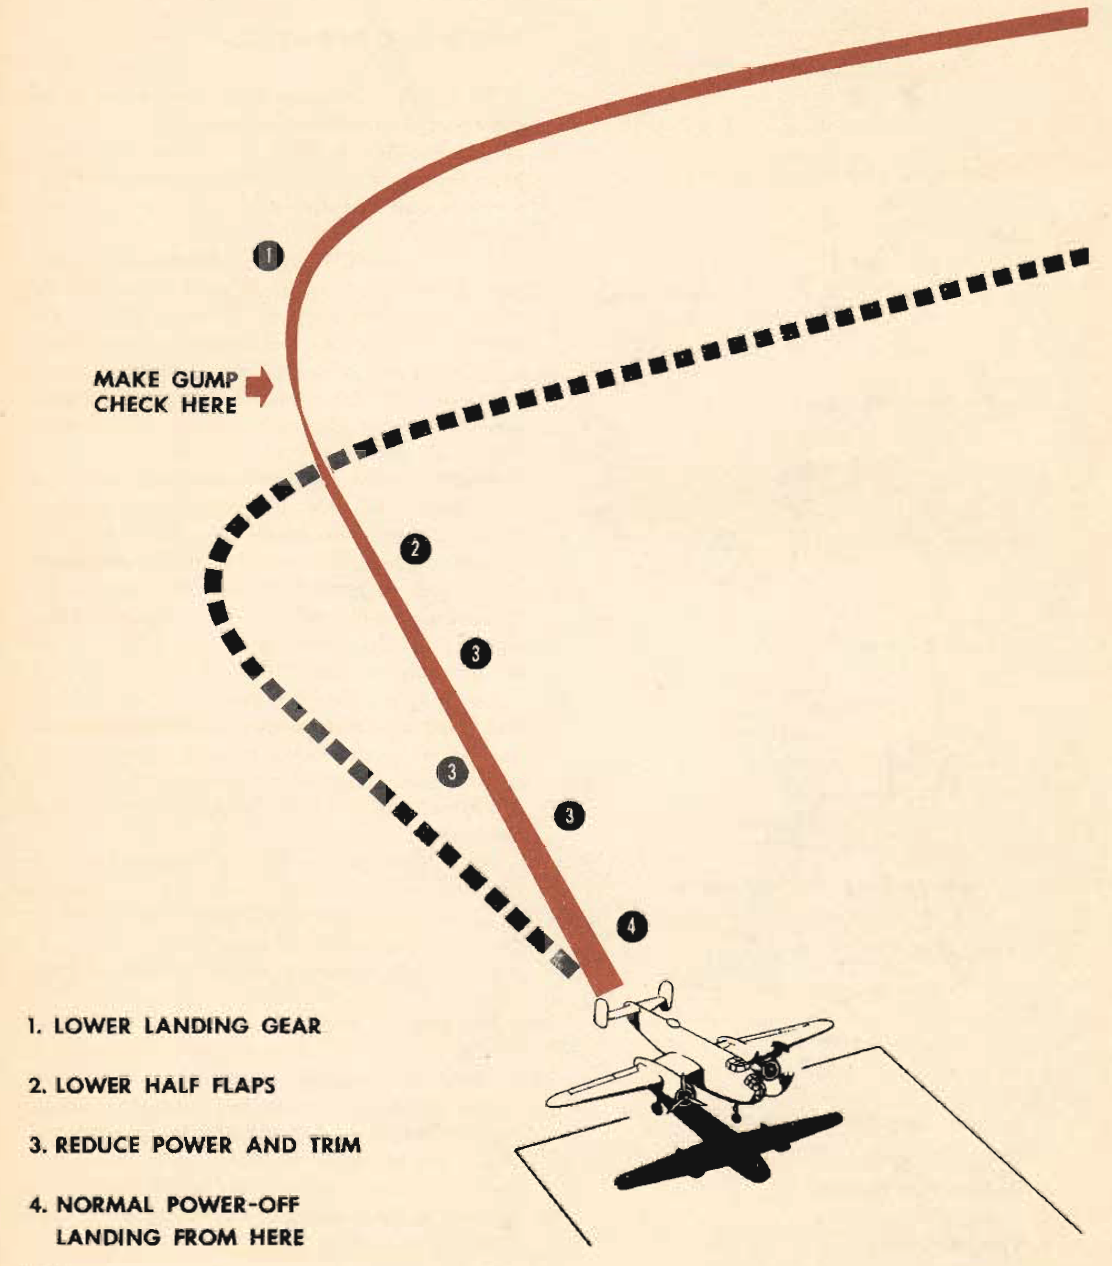 1
MAKE GUMP
CHECK HERE
2
3
3
3
4
1. LOWER LANDING GEAR
2. LOWER HALF FLAPS
3. REDUCE POWER AND TRIM
4. NORMAL POWER-OFF
LANDING FROM HERE